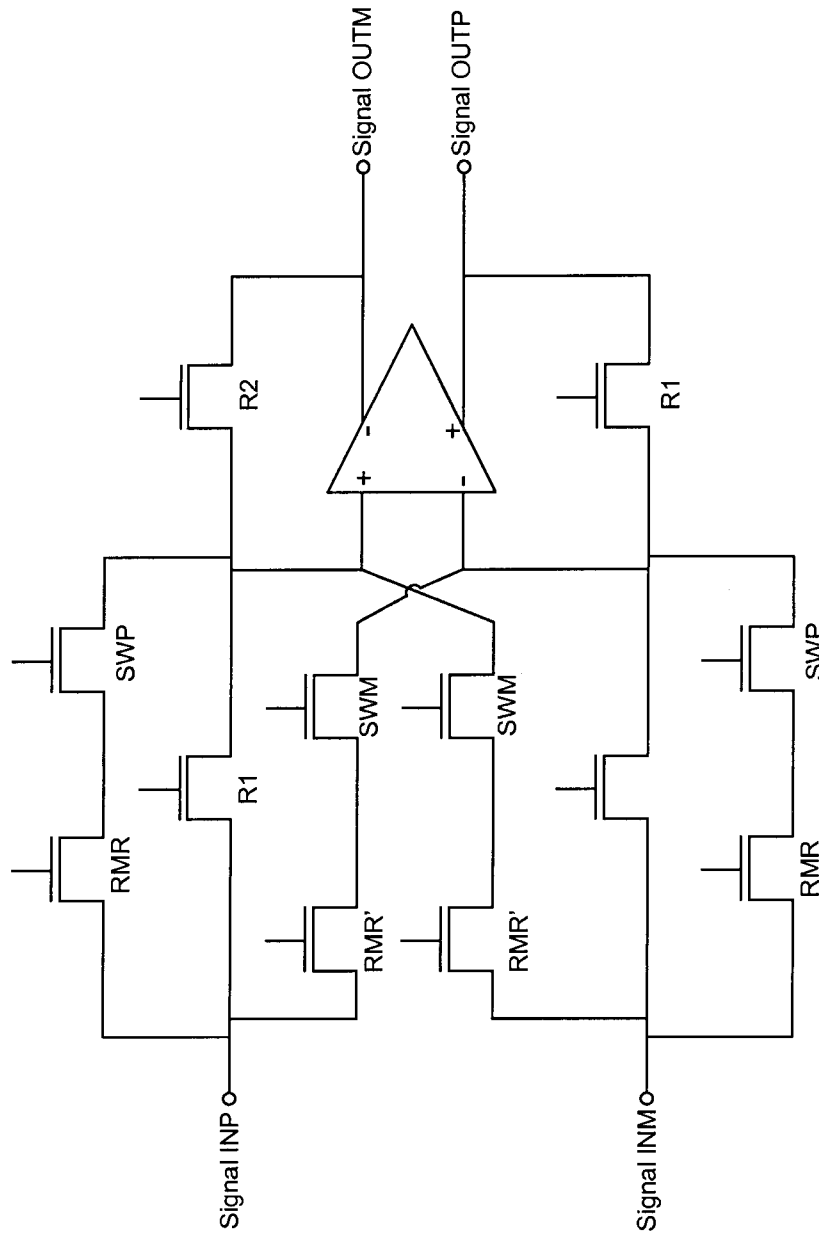 SWP
RMR
R2
Signal OUTM
R1
SWM
RMR'
+
-
Signal INP
Signal OUTP
-
+
SWM
RMR'
R1
Signal INM
SWP
RMR